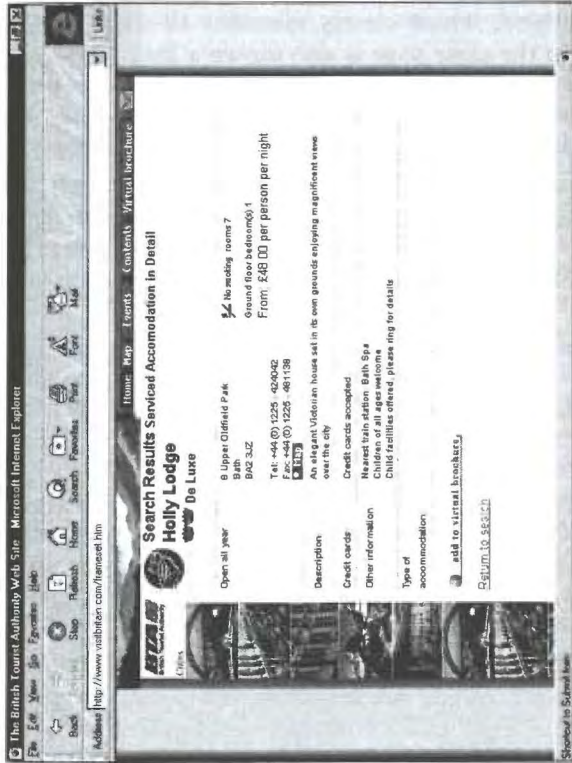 The British Tourist Authority Web Site Microsoft Internet Explorer
File Edit View Go Favorites Help
Back Stop Refresh Home Search Favorites Print Font Mail
Address http://www.visitbritain.com/frameset.htm Links
Home Map Events Contents Virtual brochure
BTA
British Tourist Authority
Cities
Search Results Serviced Accomodation in Detail
Holly Lodge
De Luxe
Open all year
8 Upper Oldfield Park
Bath
BA2 3JZ
No smoking rooms 7
Ground floor bedroom(s) 1
From: £48.00 per person per night
Tel: +44 (0) 1225 - 424042
Fax: +44 (0) 1225 - 481138
Map
Description An elegant Victorian house set in its own grounds enjoying magnificent views
over the city
Credit cards Credit cards accepted
Other information Nearest train station Bath Spa
Children of all ages welcome
Child facilities offered, please ring for details
Type of
accommodation
add to virtual brochure
Return to search
Shortcut to Submit form